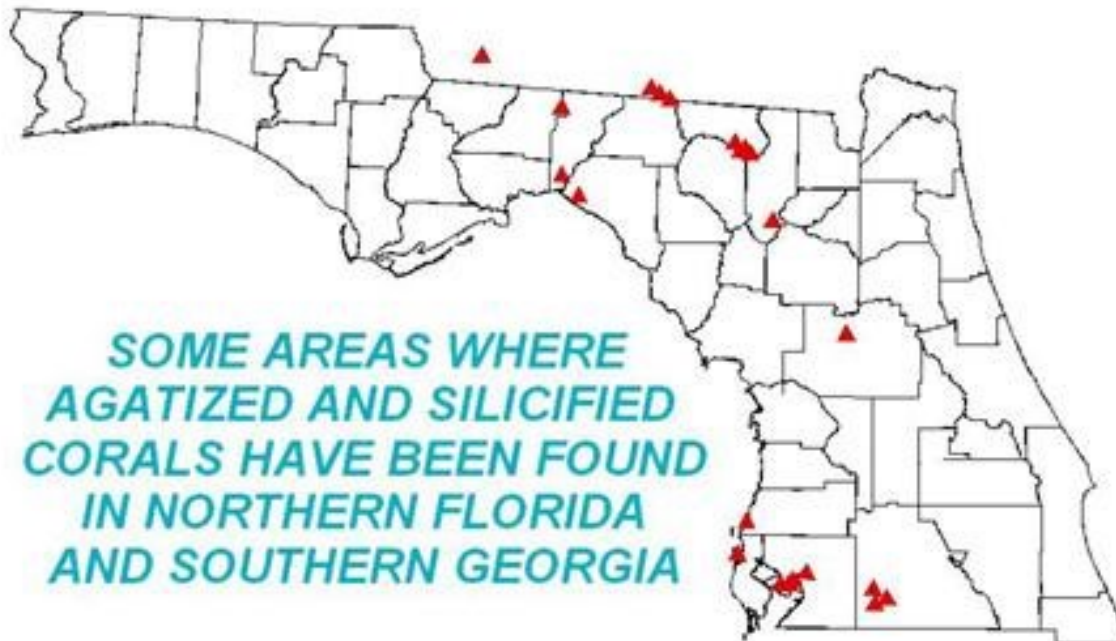 SOME AREAS WHERE
AGATIZED AND SILICIFIED
CORALS HAVE BEEN FOUND
IN NORTHERN FLORIDA
AND SOUTHERN GEORGIA